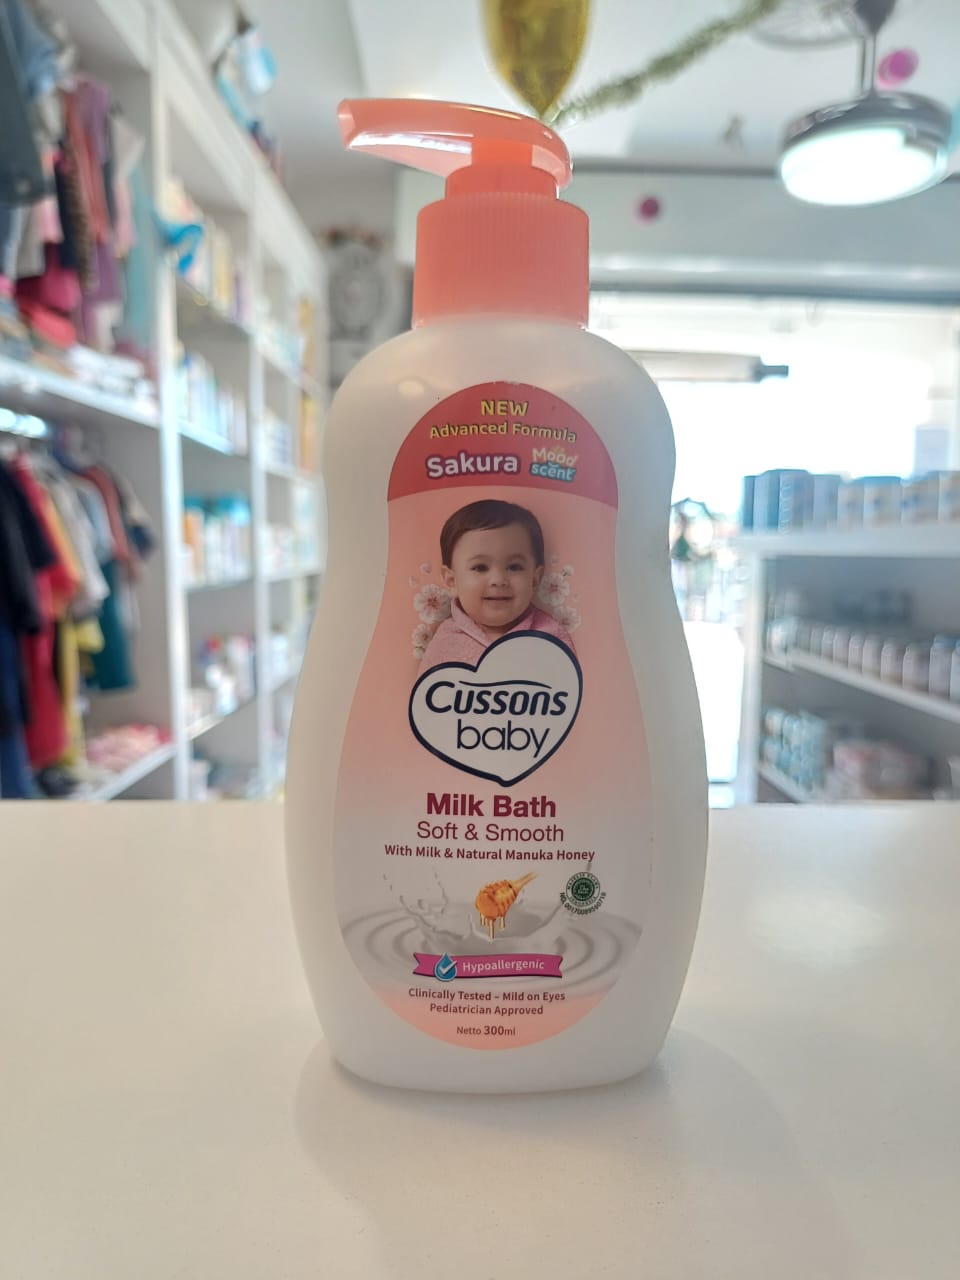 NEW
Advanced Formula
Sakura Mood scent
Cussons
baby
Milk Bath
Soft & Smooth
With Milk & Natural Manuka Honey
Hypoallergenic
Clinically Tested – Mild on Eyes
Pediatrician Approved
Netto 300ml